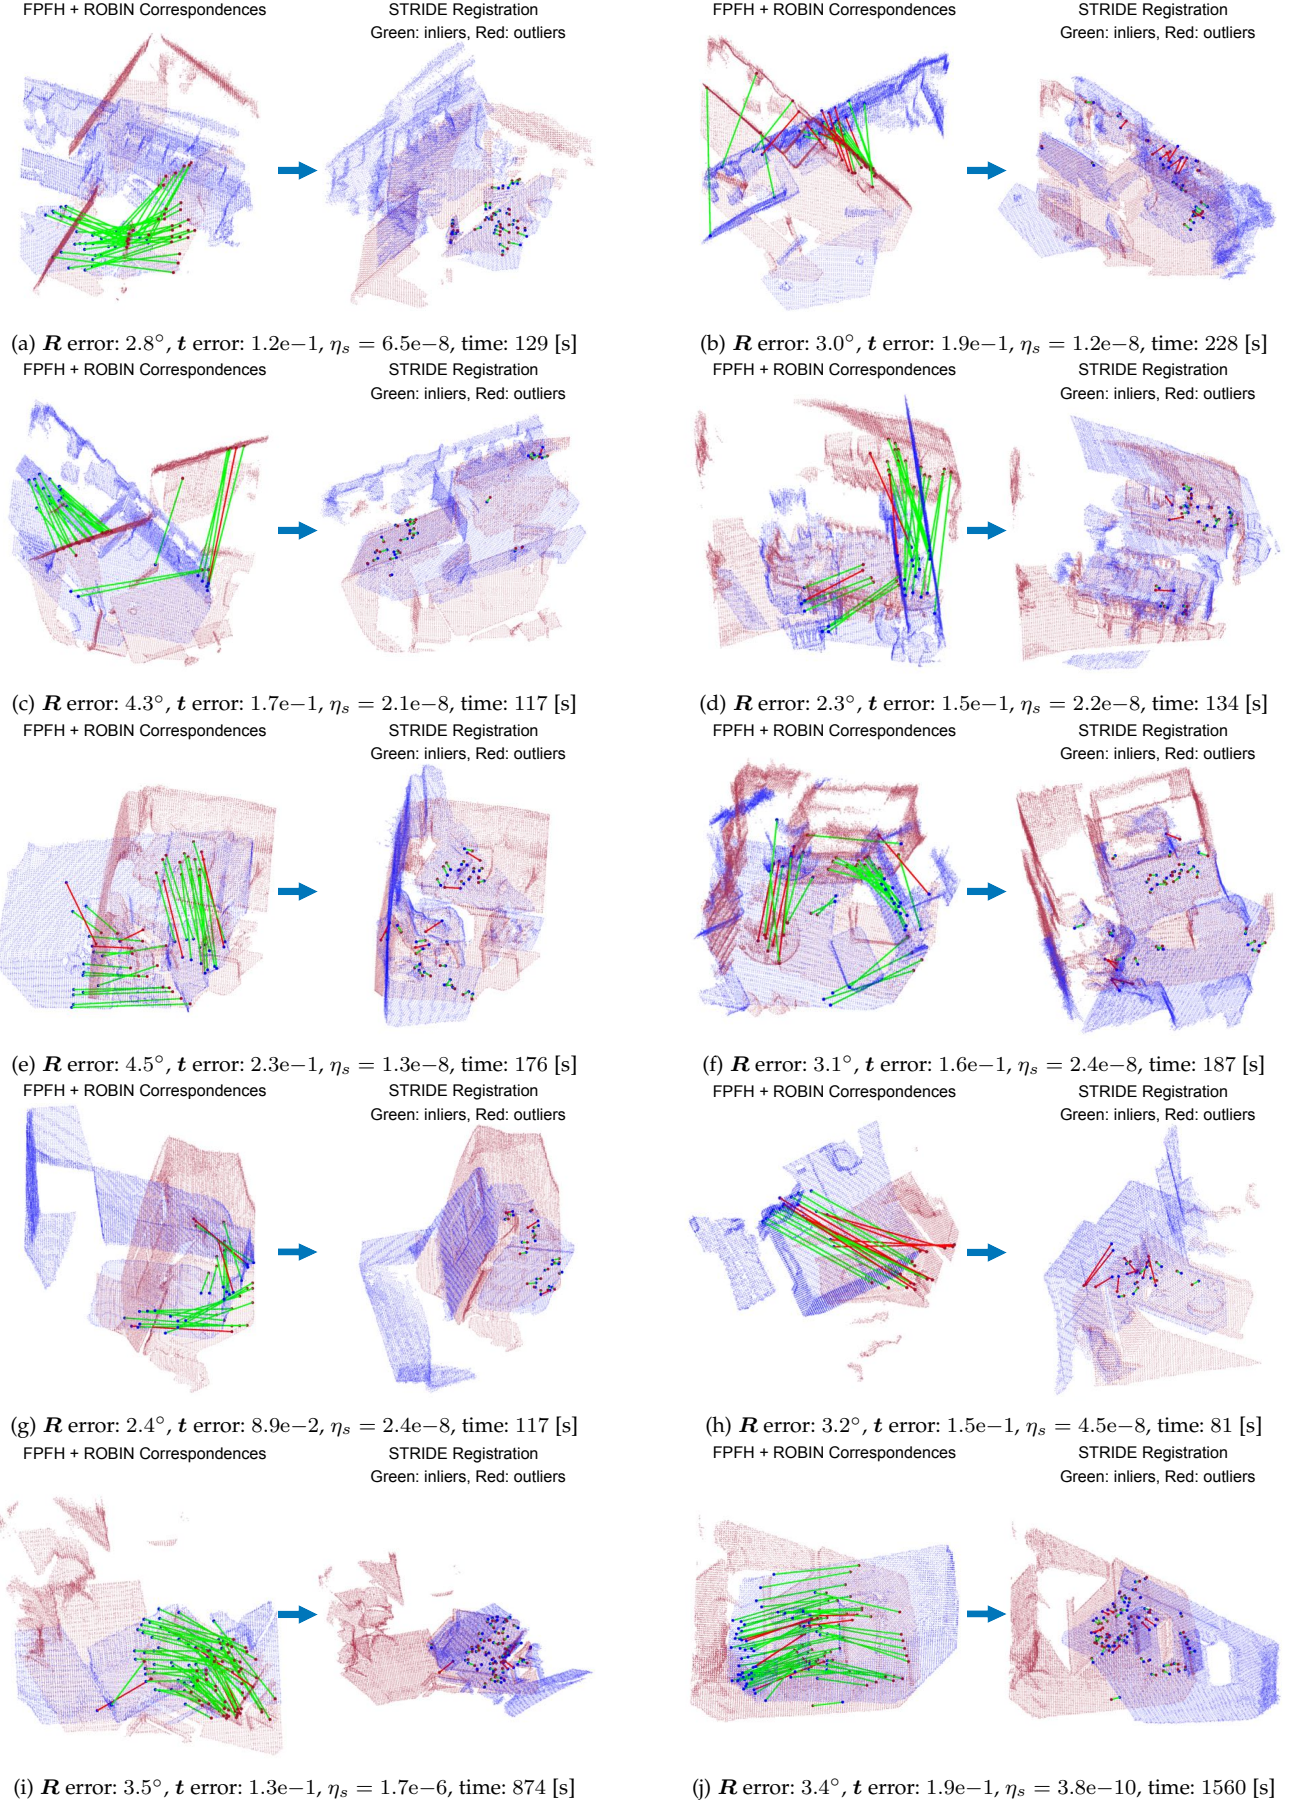 FPFH + ROBIN Correspondences
STRIDE Registration
Green: inliers, Red: outliers
FPFH + ROBIN Correspondences
STRIDE Registration
Green: inliers, Red: outliers
(a) R error: 2.8°, t error: 1.2e−1, ηs = 6.5e−8, time: 129 [s]
(b) R error: 3.0°, t error: 1.9e−1, ηs = 1.2e−8, time: 228 [s]
FPFH + ROBIN Correspondences
STRIDE Registration
Green: inliers, Red: outliers
FPFH + ROBIN Correspondences
STRIDE Registration
Green: inliers, Red: outliers
(c) R error: 4.3°, t error: 1.7e−1, ηs = 2.1e−8, time: 117 [s]
(d) R error: 2.3°, t error: 1.5e−1, ηs = 2.2e−8, time: 134 [s]
FPFH + ROBIN Correspondences
STRIDE Registration
Green: inliers, Red: outliers
FPFH + ROBIN Correspondences
STRIDE Registration
Green: inliers, Red: outliers
(e) R error: 4.5°, t error: 2.3e−1, ηs = 1.3e−8, time: 176 [s]
(f) R error: 3.1°, t error: 1.6e−1, ηs = 2.4e−8, time: 187 [s]
FPFH + ROBIN Correspondences
STRIDE Registration
Green: inliers, Red: outliers
FPFH + ROBIN Correspondences
STRIDE Registration
Green: inliers, Red: outliers
(g) R error: 2.4°, t error: 8.9e−2, ηs = 2.4e−8, time: 117 [s]
(h) R error: 3.2°, t error: 1.5e−1, ηs = 4.5e−8, time: 81 [s]
FPFH + ROBIN Correspondences
STRIDE Registration
Green: inliers, Red: outliers
FPFH + ROBIN Correspondences
STRIDE Registration
Green: inliers, Red: outliers
(i) R error: 3.5°, t error: 1.3e−1, ηs = 1.7e−6, time: 874 [s]
(j) R error: 3.4°, t error: 1.9e−1, ηs = 3.8e−10, time: 1560 [s]